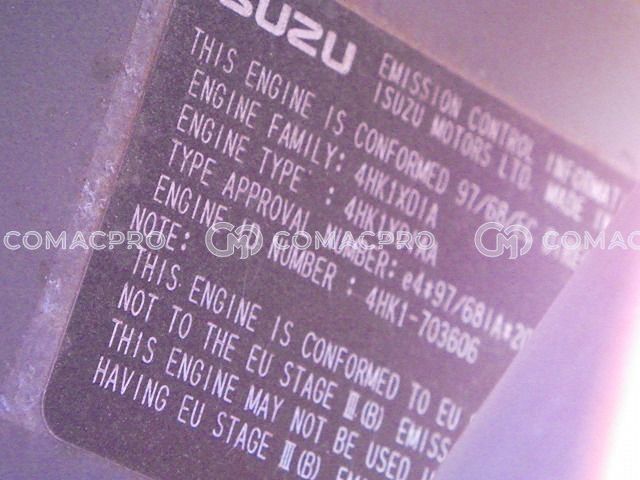 ISUZU
EMISSION CONTROL INFORMAT
ISUZU MOTORS LTD. MADE IN
THIS ENGINE IS CONFORMED 97/68/EC
ENGINE FAMILY: 4HK1XD1A
ENGINE TYPE :
TYPE APPROVAL NUMBER: e4*97/68IA*20
ENGINE ID NUMBER : 4HK1-703606
NOTE:
THIS ENGINE IS CONFORMED TO EU
NOT TO THE EU STAGE Ⅲ(B) EMISS
THIS ENGINE MAY NOT BE USED
HAVING EU STAGE Ⅲ(B)
COMACPRO CM COMACPRO CM COMACPRO